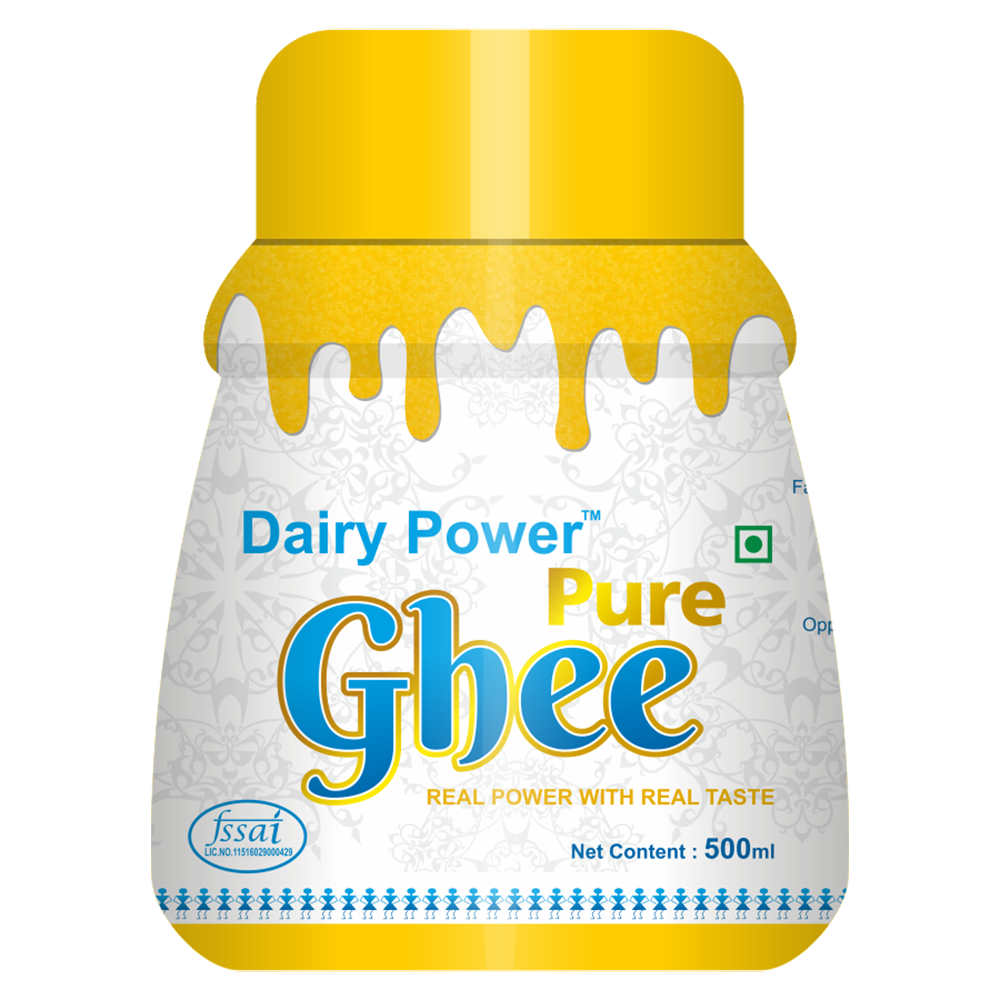 Dairy Power™
Pure
Ghee
REAL POWER WITH REAL TASTE
fssai
LIC.NO.11516029000429
Net Content : 500ml